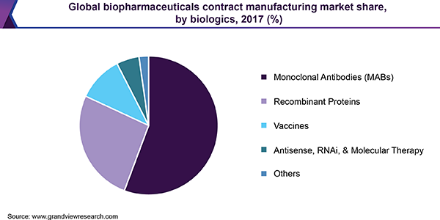 Global biopharmaceuticals contract manufacturing market share,
by biologics, 2017 (%)
Monoclonal Antibodies (MABs)
Recombinant Proteins
Vaccines
Antisense, RNAi, & Molecular Therapy
Others
Source: www.grandviewresearch.com